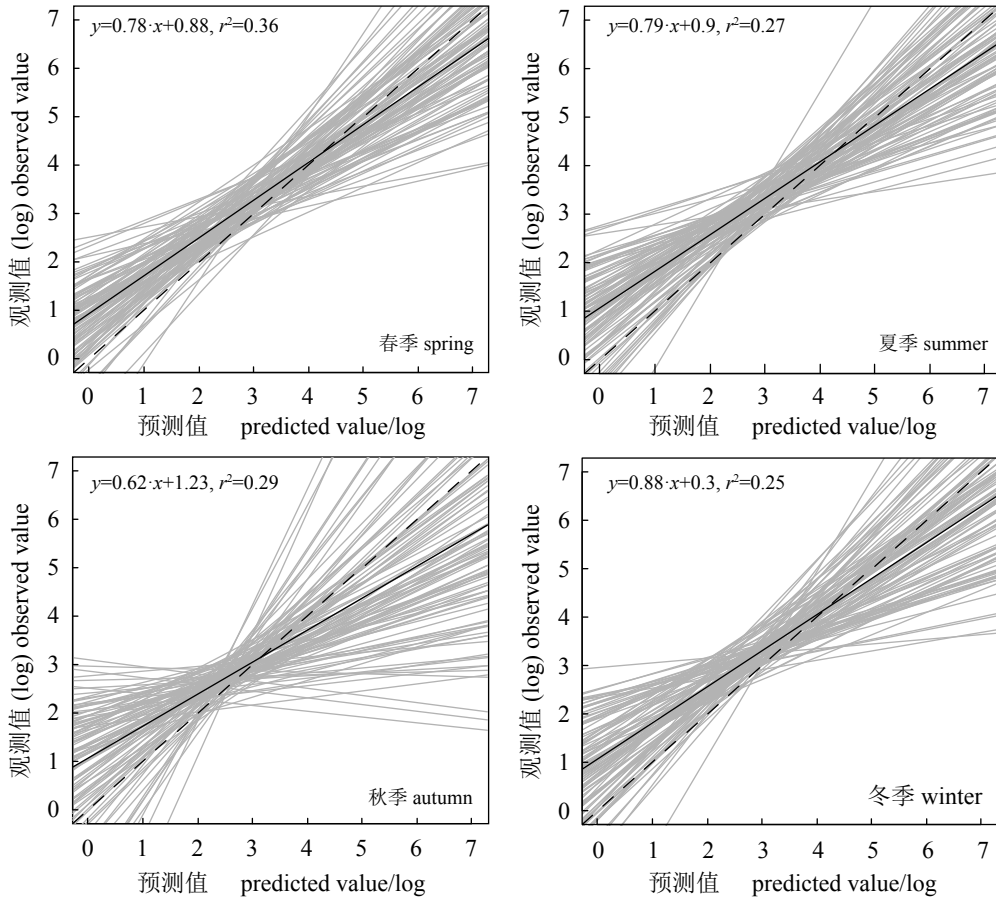 y=0.78·x+0.88, r²=0.36
观测值 (log) observed value
7
6
5
4
3
2
1
0
春季 spring
0 1 2 3 4 5 6 7
预测值 predicted value/log
y=0.79·x+0.9, r²=0.27
观测值 (log) observed value
7
6
5
4
3
2
1
0
夏季 summer
0 1 2 3 4 5 6 7
预测值 predicted value/log
y=0.62·x+1.23, r²=0.29
观测值 (log) observed value
7
6
5
4
3
2
1
0
秋季 autumn
0 1 2 3 4 5 6 7
预测值 predicted value/log
y=0.88·x+0.3, r²=0.25
观测值 (log) observed value
7
6
5
4
3
2
1
0
冬季 winter
0 1 2 3 4 5 6 7
预测值 predicted value/log